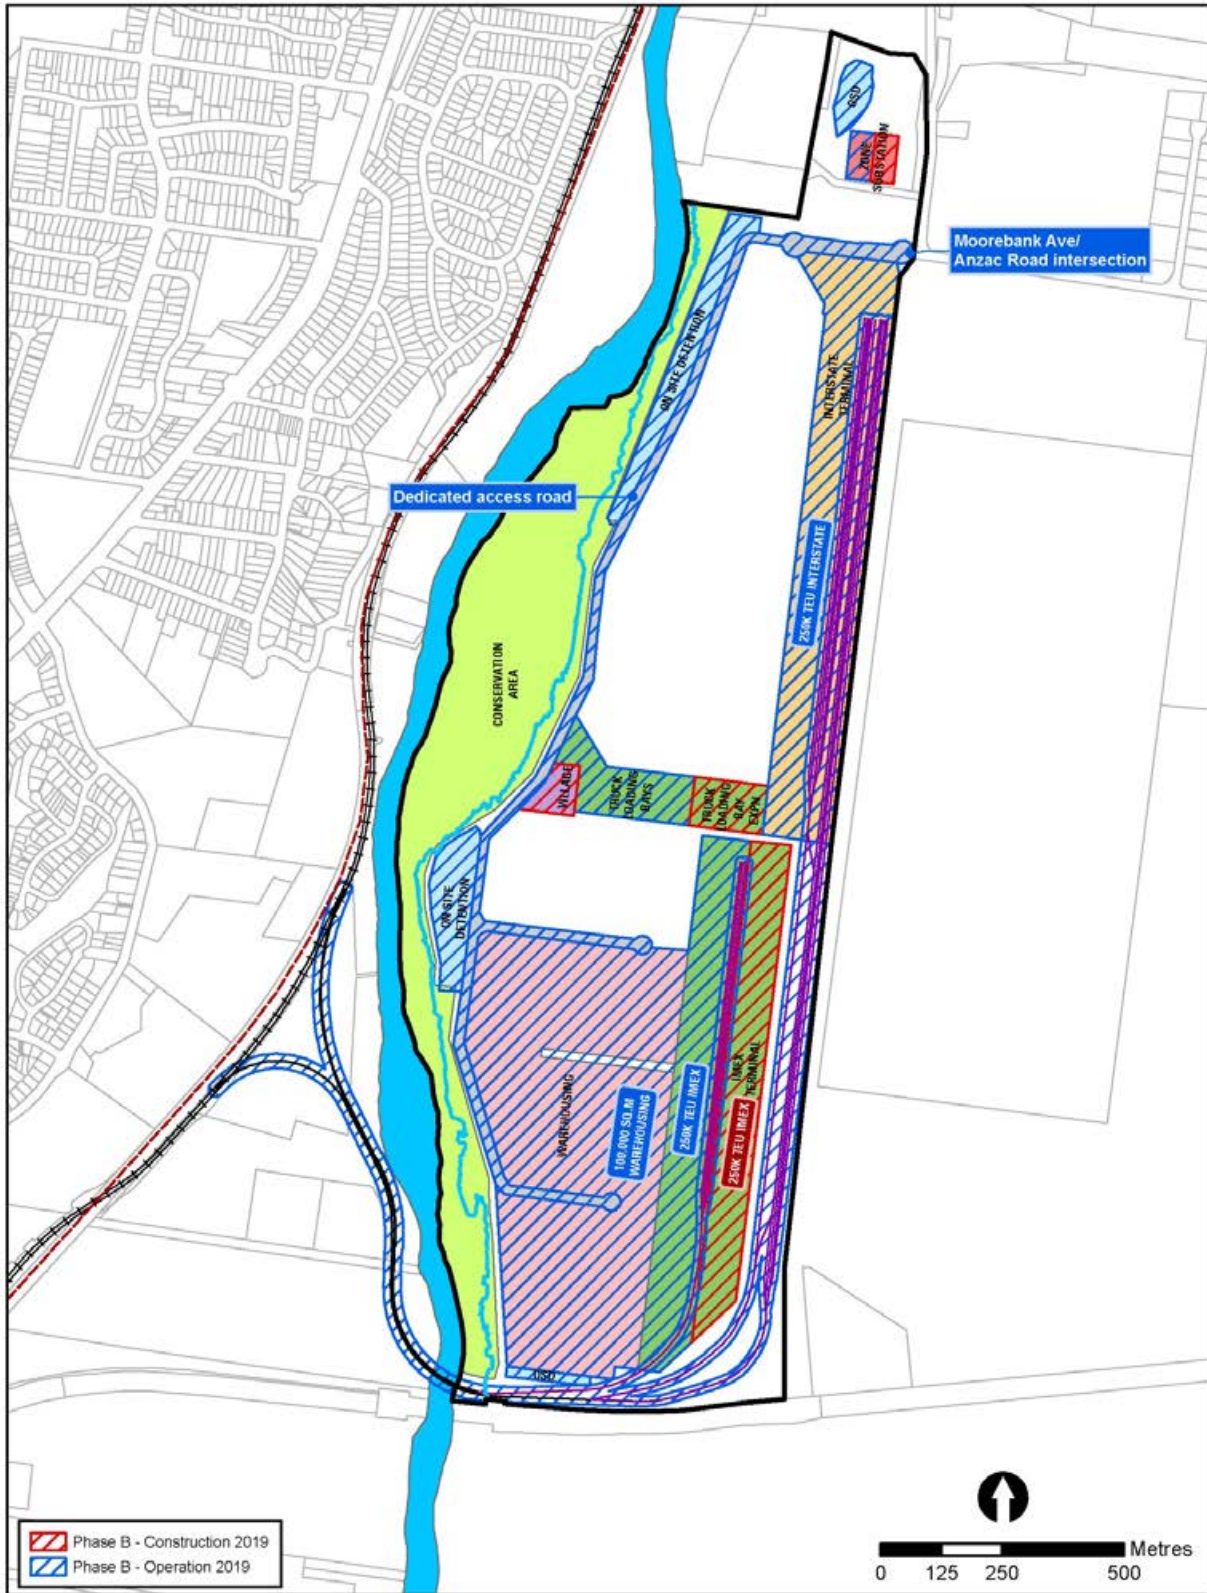 OSD
ZONE
SUBSTATION
Moorebank Ave/
Anzac Road intersection
ON SITE DETENTION
INTERSTATE
TERMINAL
Dedicated access road
250K TEU INTERSTATE
CONSERVATION
AREA
VILLAGE
TRUCK
LOADING
BAYS
TRUCK
LOADING
BAY
EXPN
ON SITE
DETENTION
WAREHOUSING
100,000 SQ.M
WAREHOUSING
250K TEU IMEX
IMEX
TERMINAL
250K TEU IMEX
OSD
Phase B - Construction 2019
Phase B - Operation 2019
Metres
0 125 250 500